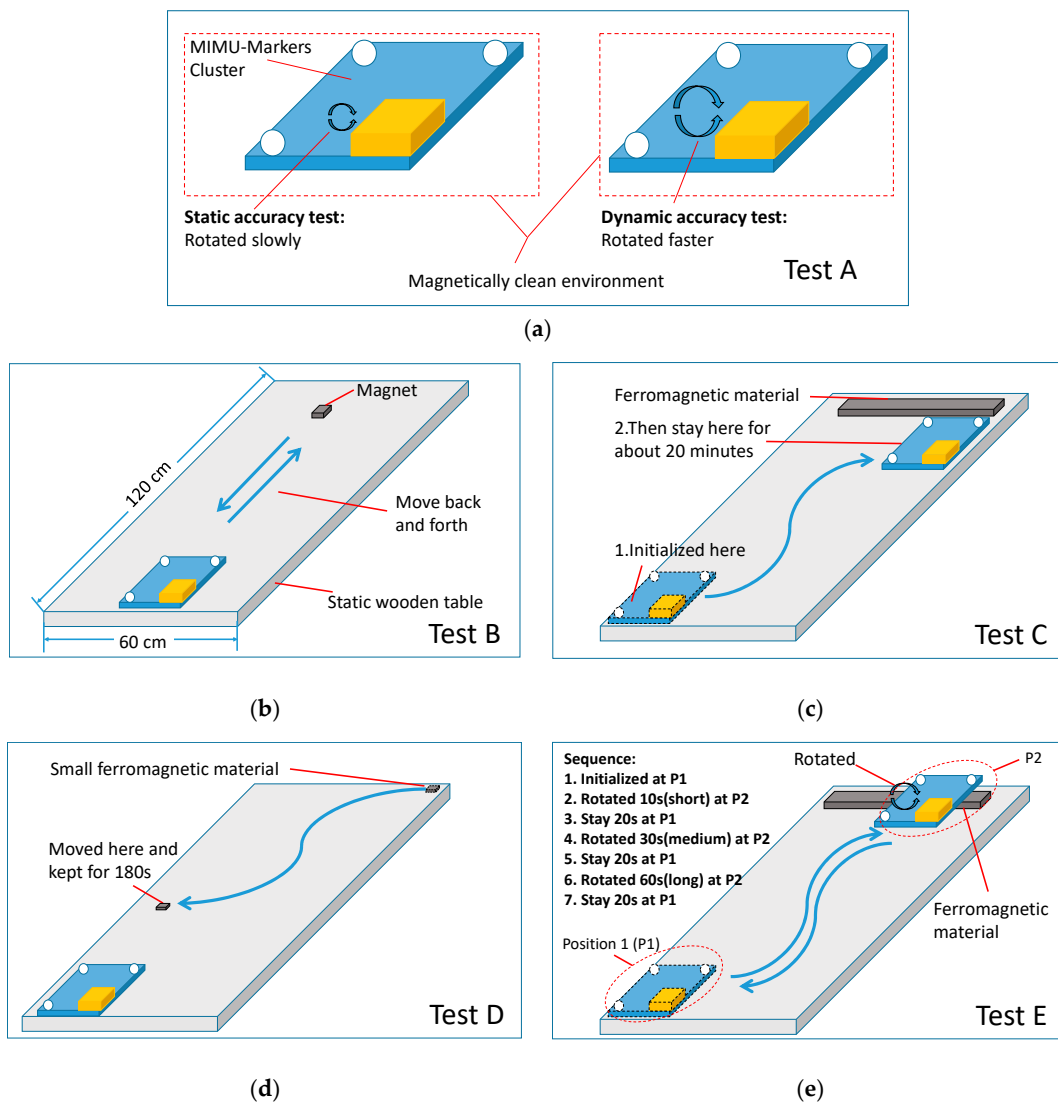 MIMU-Markers
Cluster
Static accuracy test:
Rotated slowly
Dynamic accuracy test:
Rotated faster
Magnetically clean environment
Test A
(a)
Magnet
120 cm
Move back
and forth
Static wooden table
60 cm
Test B
(b)
Ferromagnetic material
2.Then stay here for
about 20 minutes
1.Initialized here
Test C
(c)
Small ferromagnetic material
Moved here and
kept for 180s
Test D
(d)
Sequence:
1. Initialized at P1
2. Rotated 10s(short) at P2
3. Stay 20s at P1
4. Rotated 30s(medium) at P2
5. Stay 20s at P1
6. Rotated 60s(long) at P2
7. Stay 20s at P1
Rotated
P2
Ferromagnetic
material
Position 1 (P1)
Test E
(e)